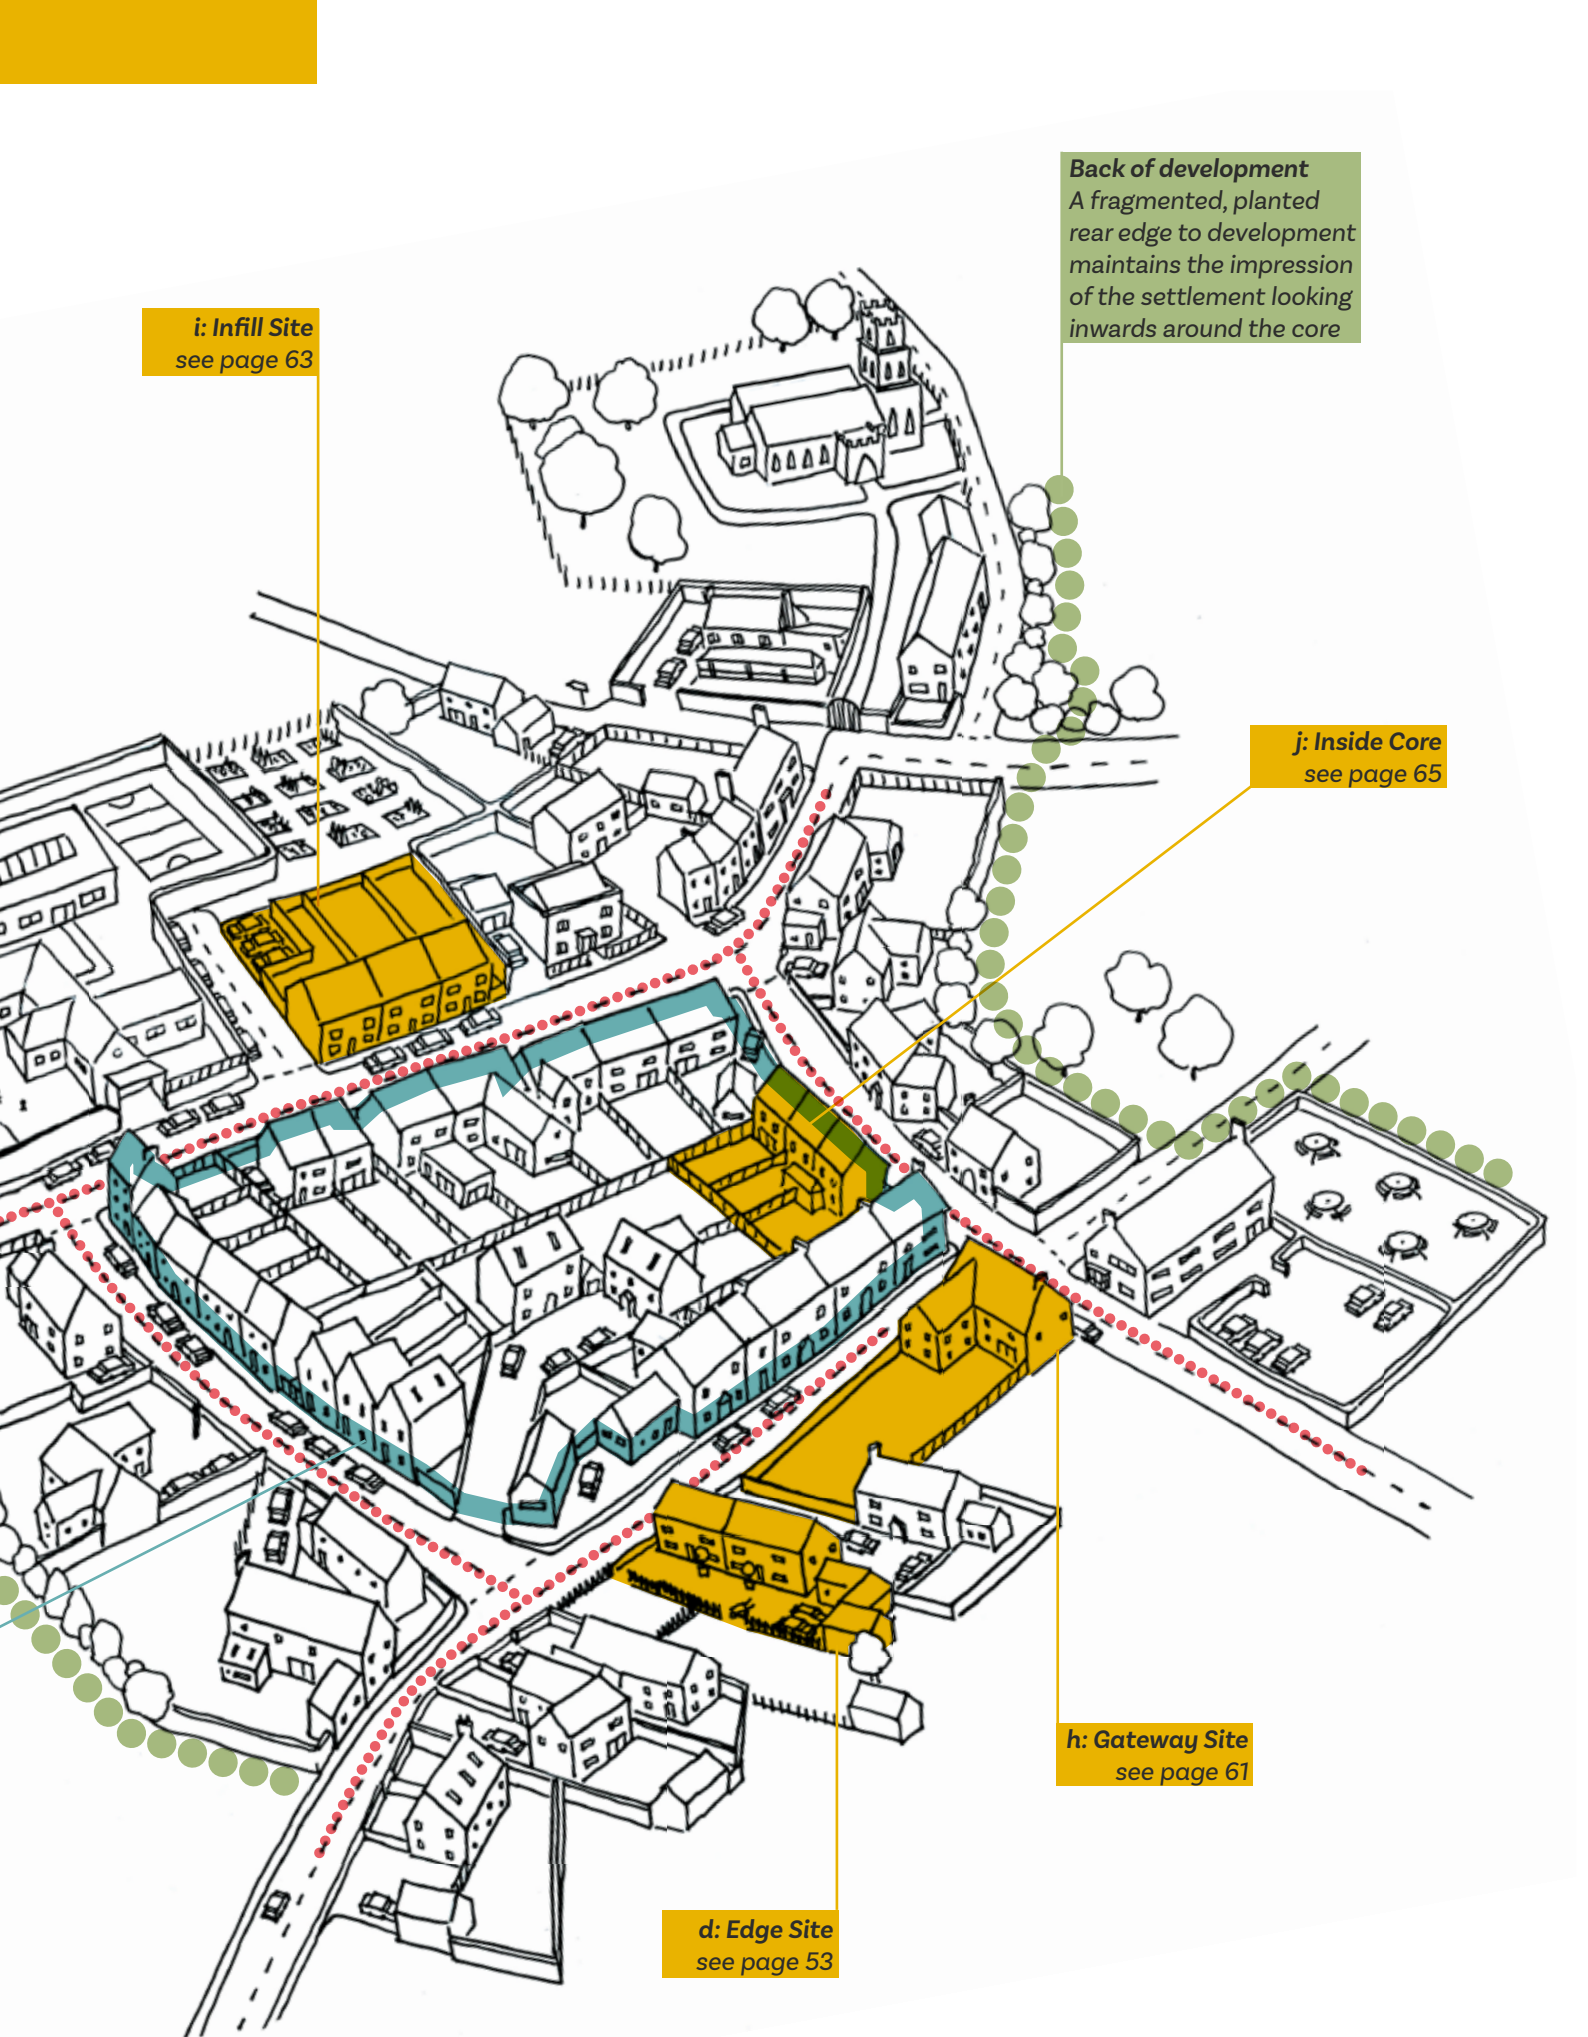 Back of development
A fragmented, planted
rear edge to development
maintains the impression
of the settlement looking
inwards around the core
i: Infill Site
see page 63
j: Inside Core
see page 65
h: Gateway Site
see page 61
d: Edge Site
see page 53